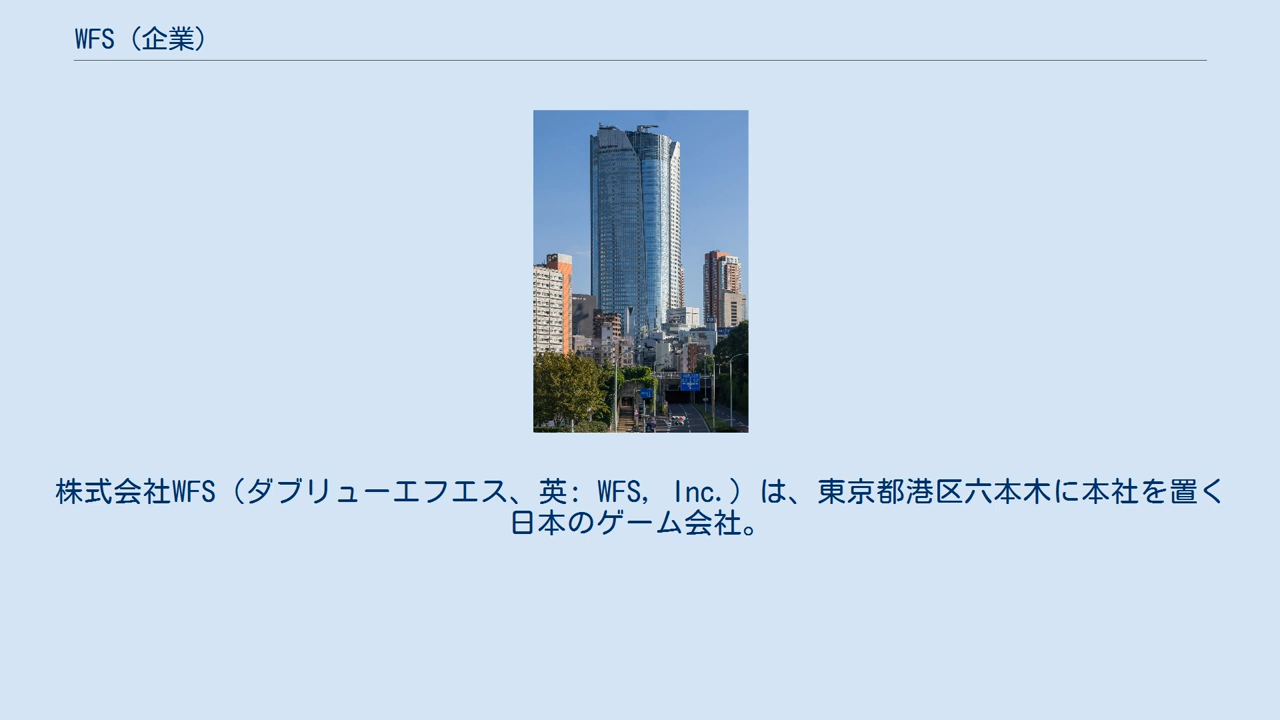 WFS（企業）
株式会社WFS（ダブリューエフエス、英: WFS, Inc.）は、東京都港区六本木に本社を置く
日本のゲーム会社。